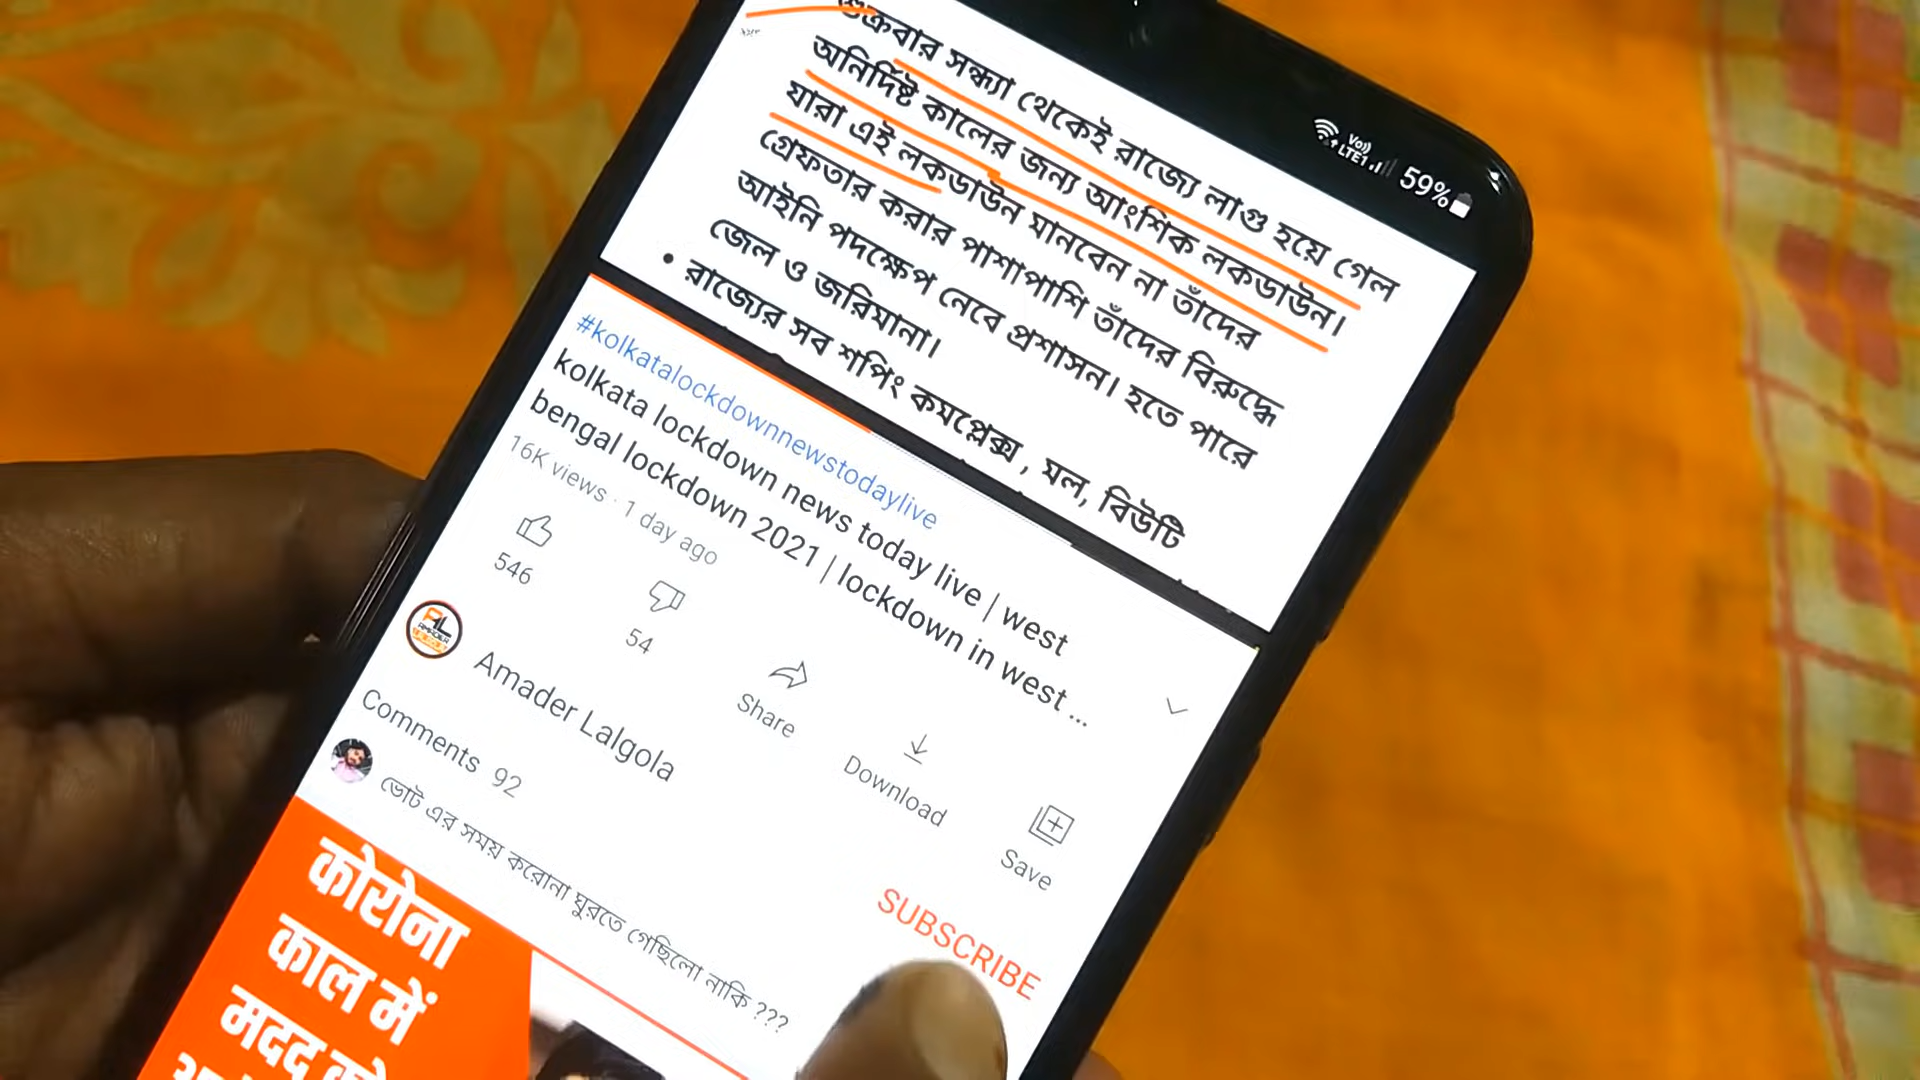 Vo)) LTE1 59%
শুক্রবার সন্ধ্যা থেকেই রাজ্যে লাগু হয়ে গেল
অনির্দিষ্ট কালের জন্য আংশিক লকডাউন।
যারা এই লকডাউন মানবেন না তাঁদের
গ্রেফতার করার পাশাপাশি তাঁদের বিরুদ্ধে
আইনি পদক্ষেপ নেবে প্রশাসন। হতে পারে
জেল ও জরিমানা।
• রাজ্যের সব শপিং কমপ্লেক্স, মল, বিউটি
#kolkatalockdownnewstodaylive
kolkata lockdown news today live | west
bengal lockdown 2021 | lockdown in west ...
16K views · 1 day ago
546
54
Share
Download
Save
Amader Lalgola
SUBSCRIBE
Comments 92
ভোট এর সময় করোনা ঘুরতে গেছিলো নাকি ???
कोरोना
काल में
मदद